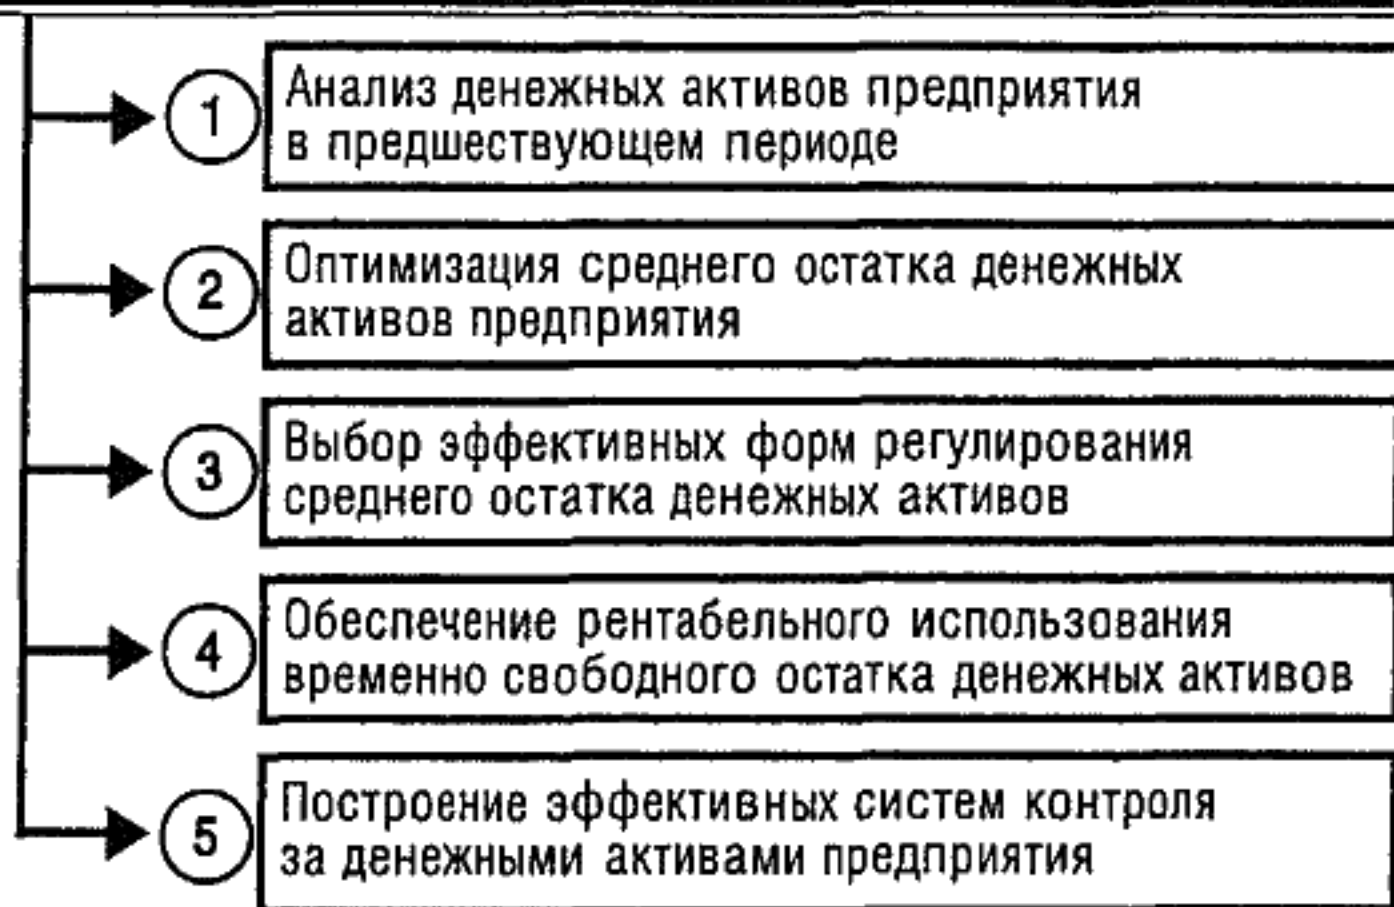 1
Анализ денежных активов предприятия
в предшествующем периоде
2
Оптимизация среднего остатка денежных
активов предприятия
3
Выбор эффективных форм регулирования
среднего остатка денежных активов
4
Обеспечение рентабельного использования
временно свободного остатка денежных активов
5
Построение эффективных систем контроля
за денежными активами предприятия